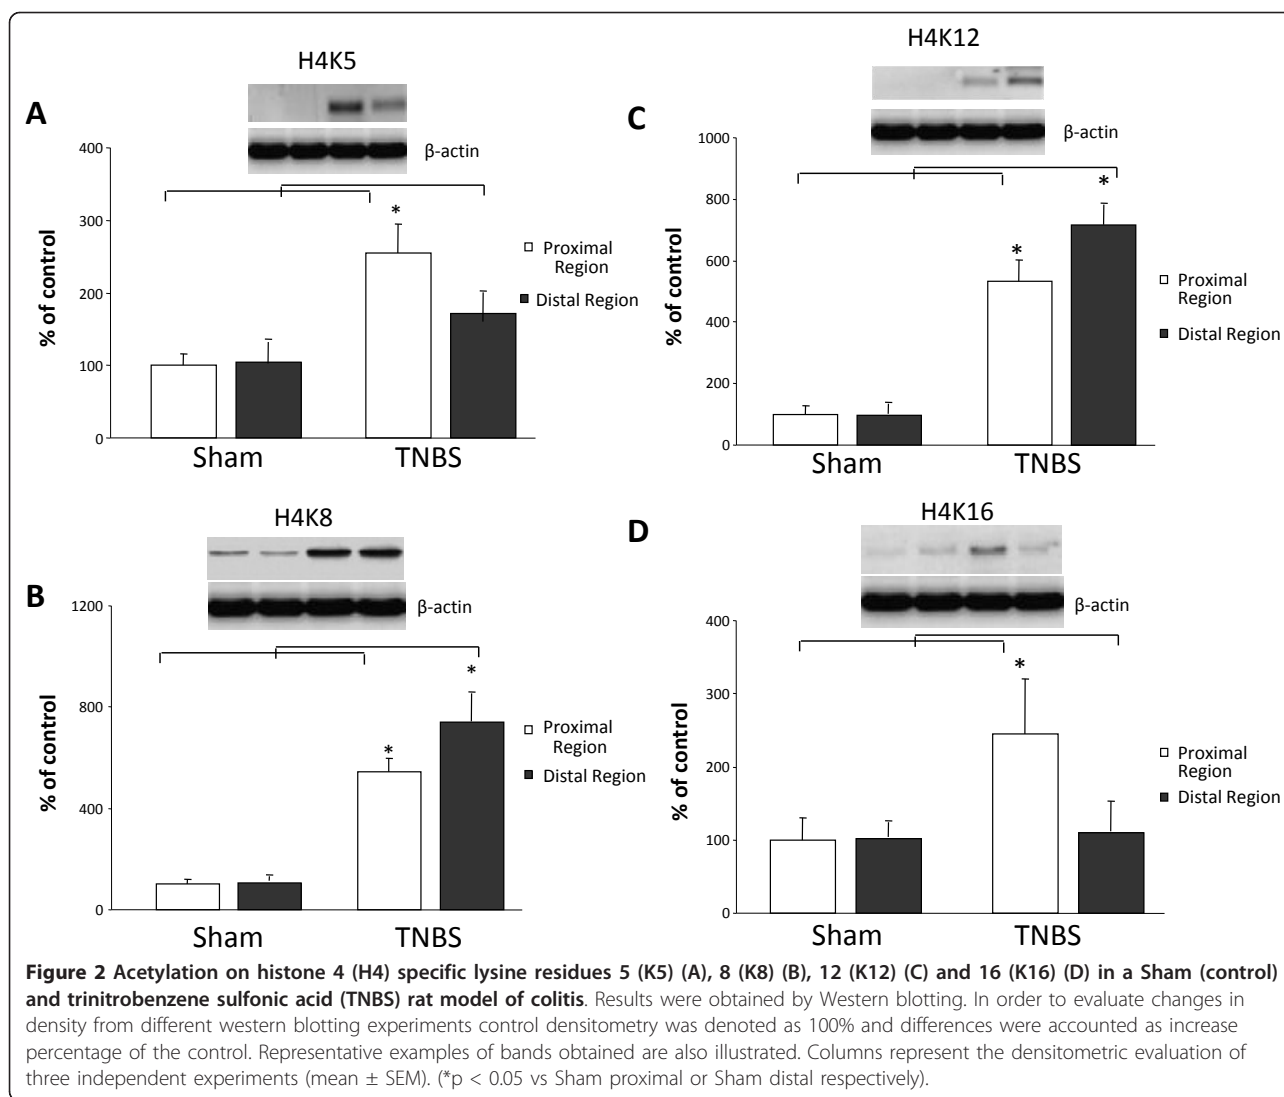 H4K5
A
β-actin
400
300
200
100
0
% of control
*
Proximal
Region
Distal Region
Sham TNBS
H4K12
C
1000
800
600
400
200
0
% of control
*
*
Proximal
Region
Distal Region
Sham TNBS
H4K8
B
β-actin
1200
800
400
0
% of control
*
*
Proximal
Region
Distal Region
Sham TNBS
H4K16
D
β-actin
400
300
200
100
0
% of control
*
Proximal
Region
Distal Region
Sham TNBS
Figure 2 Acetylation on histone 4 (H4) specific lysine residues 5 (K5) (A), 8 (K8) (B), 12 (K12) (C) and 16 (K16) (D) in a Sham (control)
and trinitrobenzene sulfonic acid (TNBS) rat model of colitis. Results were obtained by Western blotting. In order to evaluate changes in
density from different western blotting experiments control densitometry was denoted as 100% and differences were accounted as increase
percentage of the control. Representative examples of bands obtained are also illustrated. Columns represent the densitometric evaluation of
three independent experiments (mean ± SEM). (*p < 0.05 vs Sham proximal or Sham distal respectively).